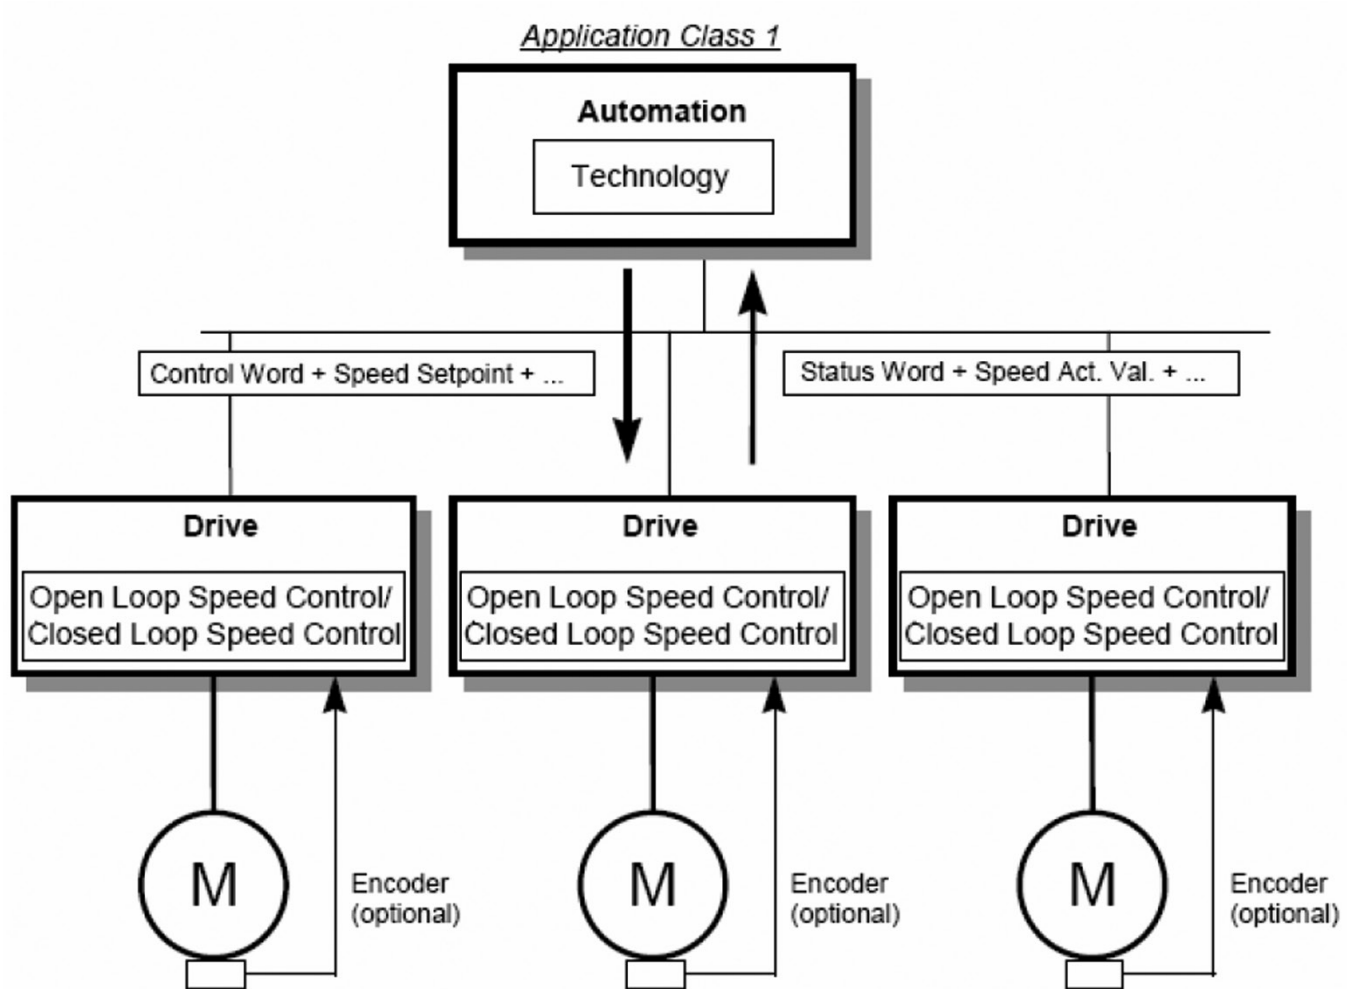 Application Class 1
Automation
Technology
Control Word + Speed Setpoint + ...
Status Word + Speed Act. Val. + ...
Drive
Open Loop Speed Control/
Closed Loop Speed Control
Drive
Open Loop Speed Control/
Closed Loop Speed Control
Drive
Open Loop Speed Control/
Closed Loop Speed Control
M
Encoder
(optional)
M
Encoder
(optional)
M
Encoder
(optional)